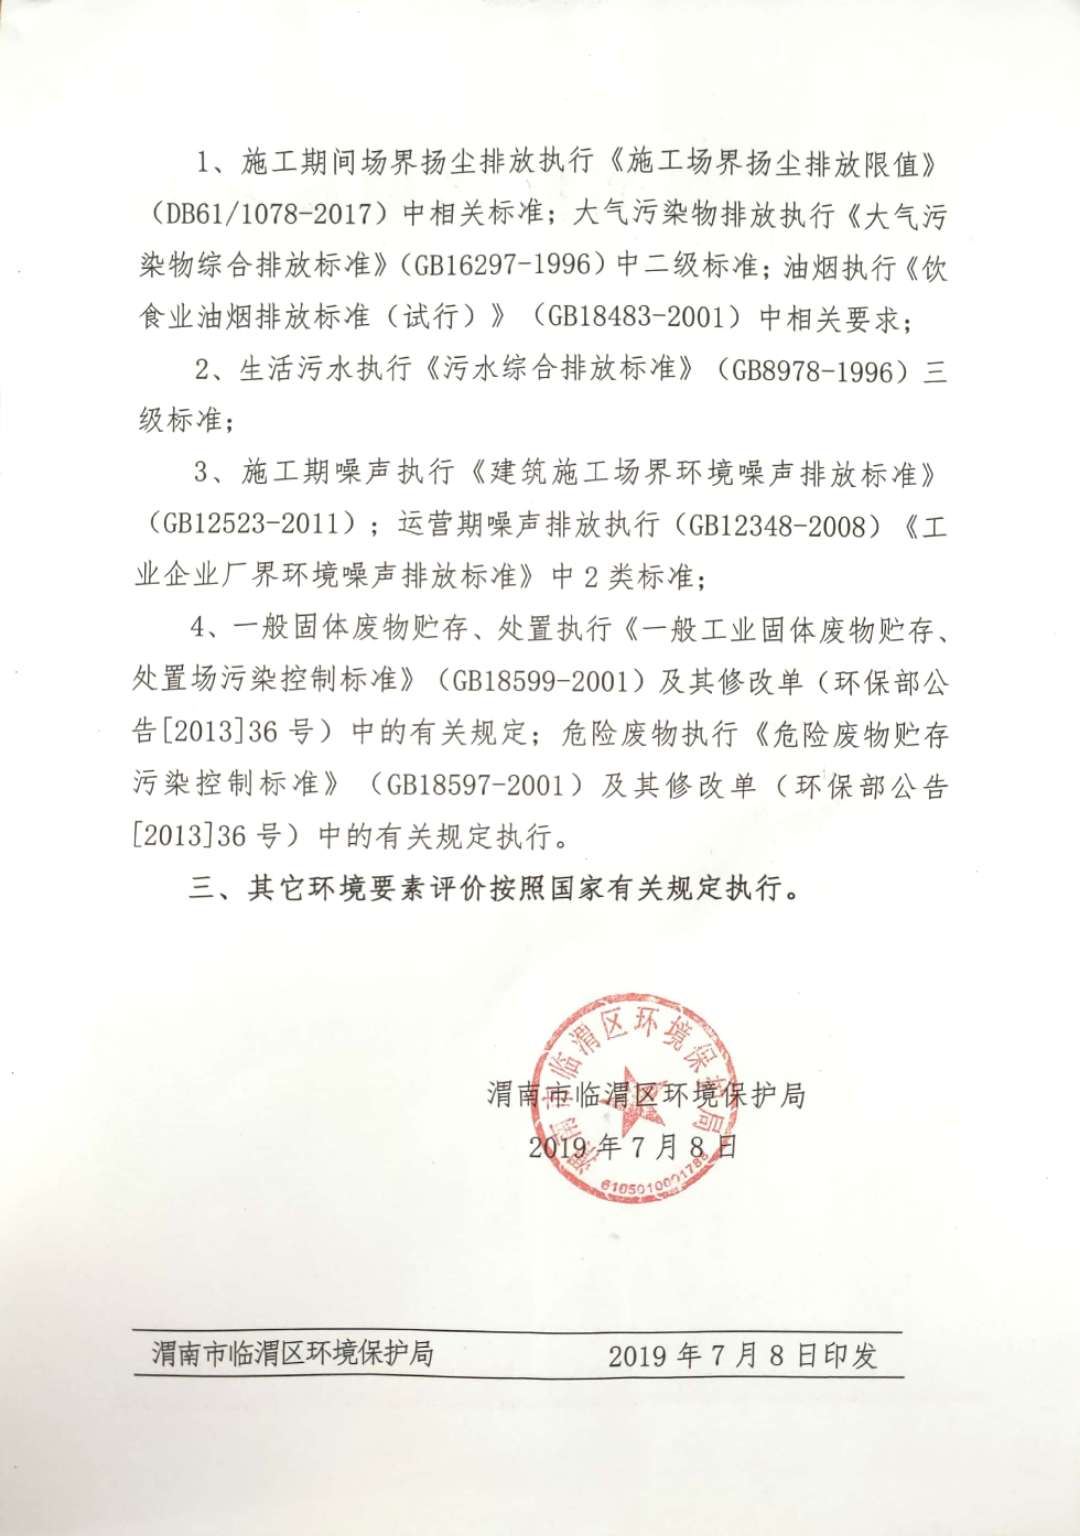 1、施工期间场界扬尘排放执行《施工场界扬尘排放限值》
（DB61/1078-2017）中相关标准；大气污染物排放执行《大气污
染物综合排放标准》（GB16297-1996）中二级标准；油烟执行《饮
食业油烟排放标准（试行）》（GB18483-2001）中相关要求；
2、生活污水执行《污水综合排放标准》（GB8978-1996）三
级标准；
3、施工期噪声执行《建筑施工场界环境噪声排放标准》
（GB12523-2011）；运营期噪声排放执行（GB12348-2008）《工
业企业厂界环境噪声排放标准》中2类标准；
4、一般固体废物贮存、处置执行《一般工业固体废物贮存、
处置场污染控制标准》（GB18599-2001）及其修改单（环保部公
告[2013]36号）中的有关规定；危险废物执行《危险废物贮存
污染控制标准》（GB18597-2001）及其修改单（环保部公告
[2013]36号）中的有关规定执行。
三、其它环境要素评价按照国家有关规定执行。
渭南市临渭区环境保护局
渭南市临渭区环境保护局
2019年7月8日
6105010001788
渭南市临渭区环境保护局
2019年7月8日印发